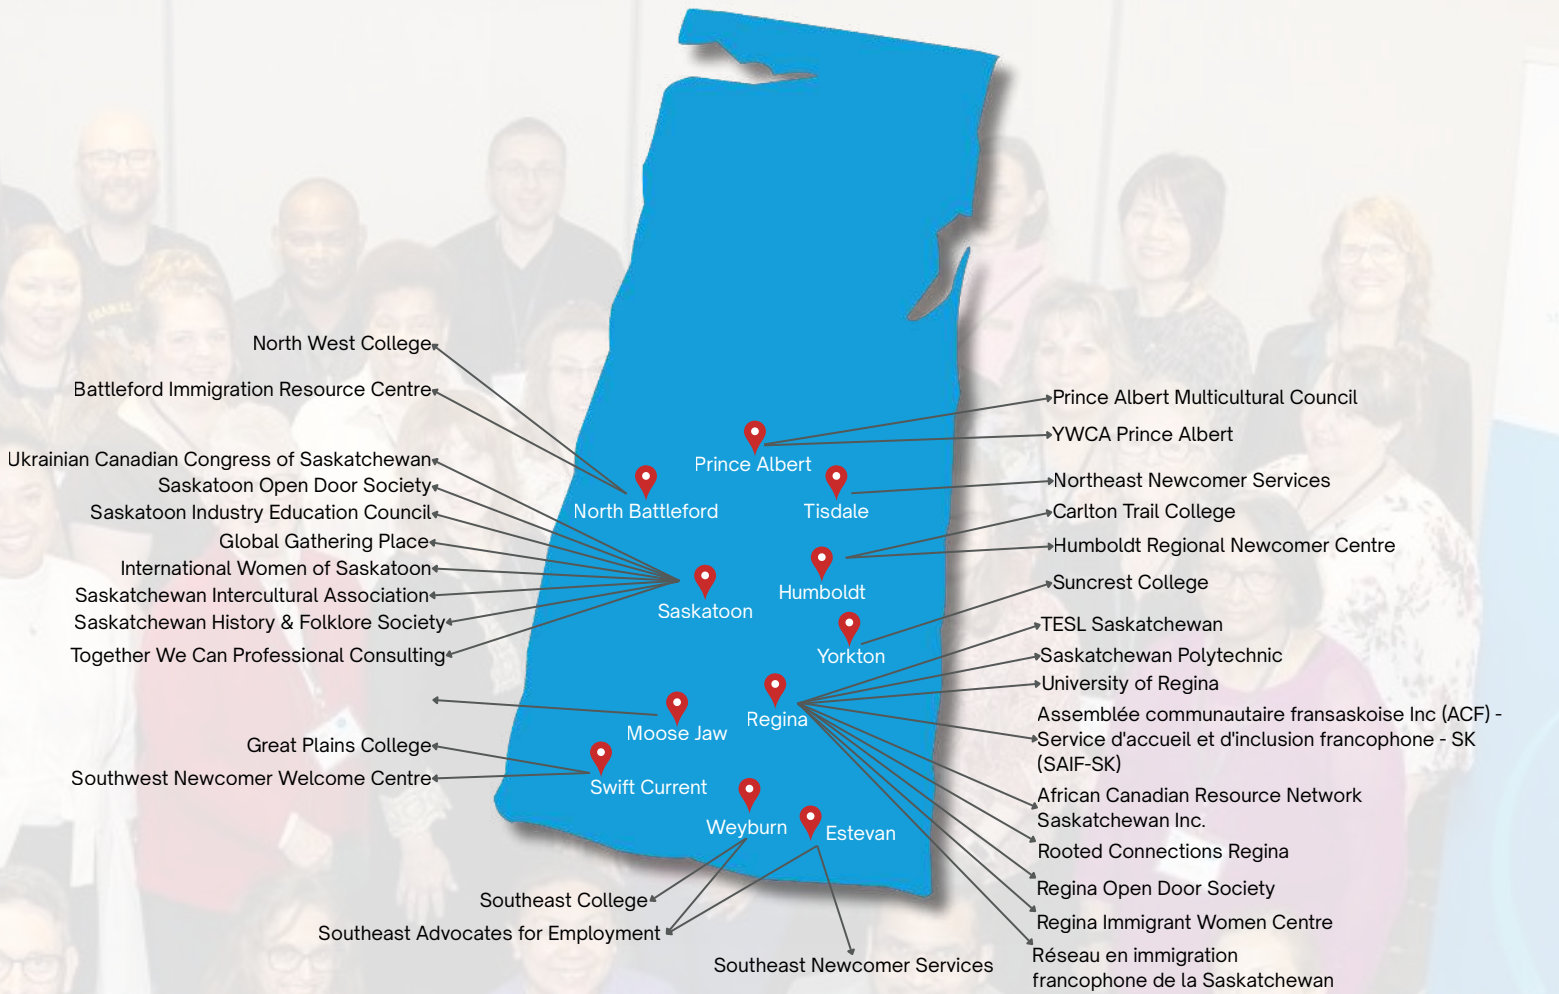 North West College
Battleford Immigration Resource Centre
Ukrainian Canadian Congress of Saskatchewan
Saskatoon Open Door Society
Saskatoon Industry Education Council
Global Gathering Place
International Women of Saskatoon
Saskatchewan Intercultural Association
Saskatchewan History & Folklore Society
Together We Can Professional Consulting
Great Plains College
Southwest Newcomer Welcome Centre
Southeast College
Southeast Advocates for Employment
Southeast Newcomer Services
Prince Albert
North Battleford
Tisdale
Humboldt
Saskatoon
Yorkton
Regina
Moose Jaw
Swift Current
Weyburn
Estevan
Prince Albert Multicultural Council
YWCA Prince Albert
Northeast Newcomer Services
Carlton Trail College
Humboldt Regional Newcomer Centre
Suncrest College
TESL Saskatchewan
Saskatchewan Polytechnic
University of Regina
Assemblée communautaire fransaskoise Inc (ACF) -
Service d'accueil et d'inclusion francophone - SK
(SAIF-SK)
African Canadian Resource Network
Saskatchewan Inc.
Rooted Connections Regina
Regina Open Door Society
Regina Immigrant Women Centre
Réseau en immigration
francophone de la Saskatchewan